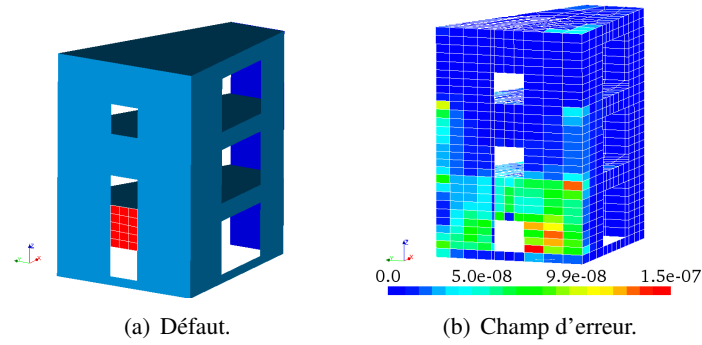 z
y
x
z
y
x
0.0 5.0e-08 9.9e-08 1.5e-07
(a) Défaut.
(b) Champ d'erreur.